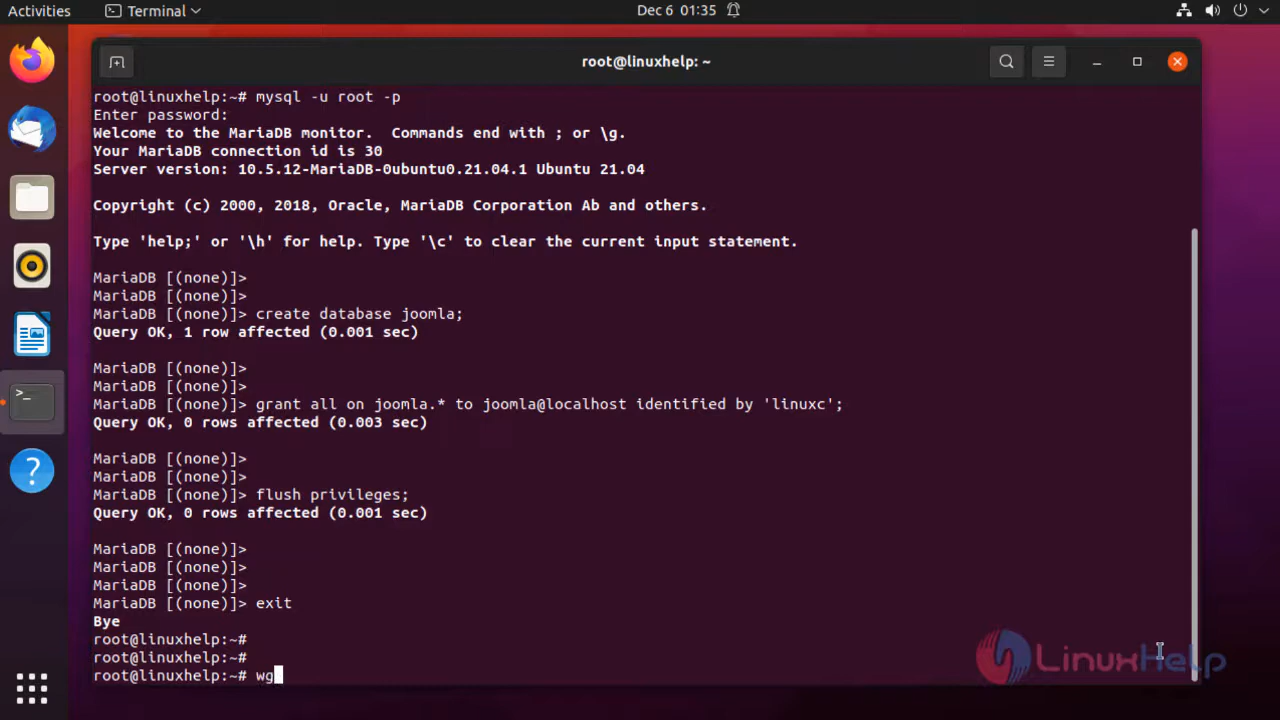 Activities Terminal Dec 6 01:35
root@linuxhelp: ~
root@linuxhelp:~# mysql -u root -p
Enter password:
Welcome to the MariaDB monitor.  Commands end with ; or \g.
Your MariaDB connection id is 30
Server version: 10.5.12-MariaDB-0ubuntu0.21.04.1 Ubuntu 21.04
Copyright (c) 2000, 2018, Oracle, MariaDB Corporation Ab and others.
Type 'help;' or '\h' for help. Type '\c' to clear the current input statement.
MariaDB [(none)]>
MariaDB [(none)]>
MariaDB [(none)]> create database joomla;
Query OK, 1 row affected (0.001 sec)
MariaDB [(none)]>
MariaDB [(none)]>
MariaDB [(none)]> grant all on joomla.* to joomla@localhost identified by 'linuxc';
Query OK, 0 rows affected (0.003 sec)
MariaDB [(none)]>
MariaDB [(none)]>
MariaDB [(none)]> flush privileges;
Query OK, 0 rows affected (0.001 sec)
MariaDB [(none)]>
MariaDB [(none)]>
MariaDB [(none)]>
MariaDB [(none)]> exit
Bye
root@linuxhelp:~#
root@linuxhelp:~#
root@linuxhelp:~# wg
LinuxHelp